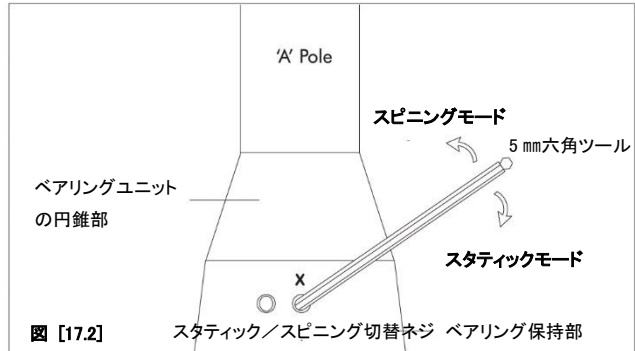 'A' Pole
スピニングモード
5 ㎜六角ツール
ベアリングユニット
の円錐部
スタティックモード
X
図 [17.2]
スタティック／スピニング切替ネジ
ベアリング保持部